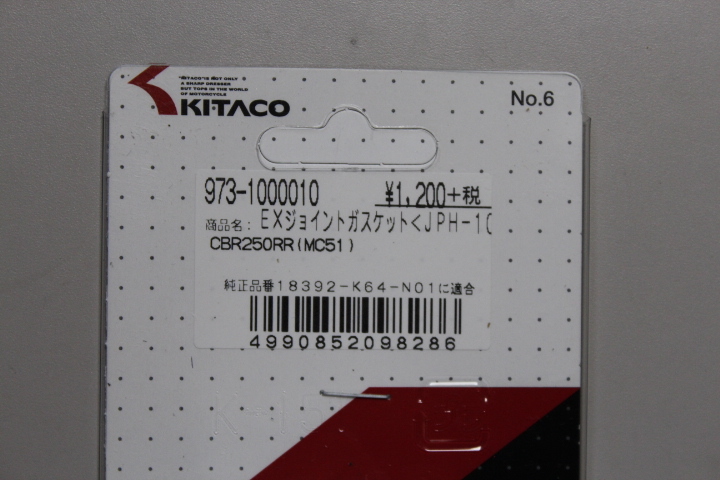 "KITACO"IS NOT ONLY
A SHARP DRESSER
BUT TOPS IN THE WORLD
OF MOTORCYCLE
KITACO
No.6
973-1000010 ¥1,200+税
商品名: EXジョイントガスケット<JPH-10
CBR250RR(MC51)
純正品番18392-K64-N01に適合
4990852098286